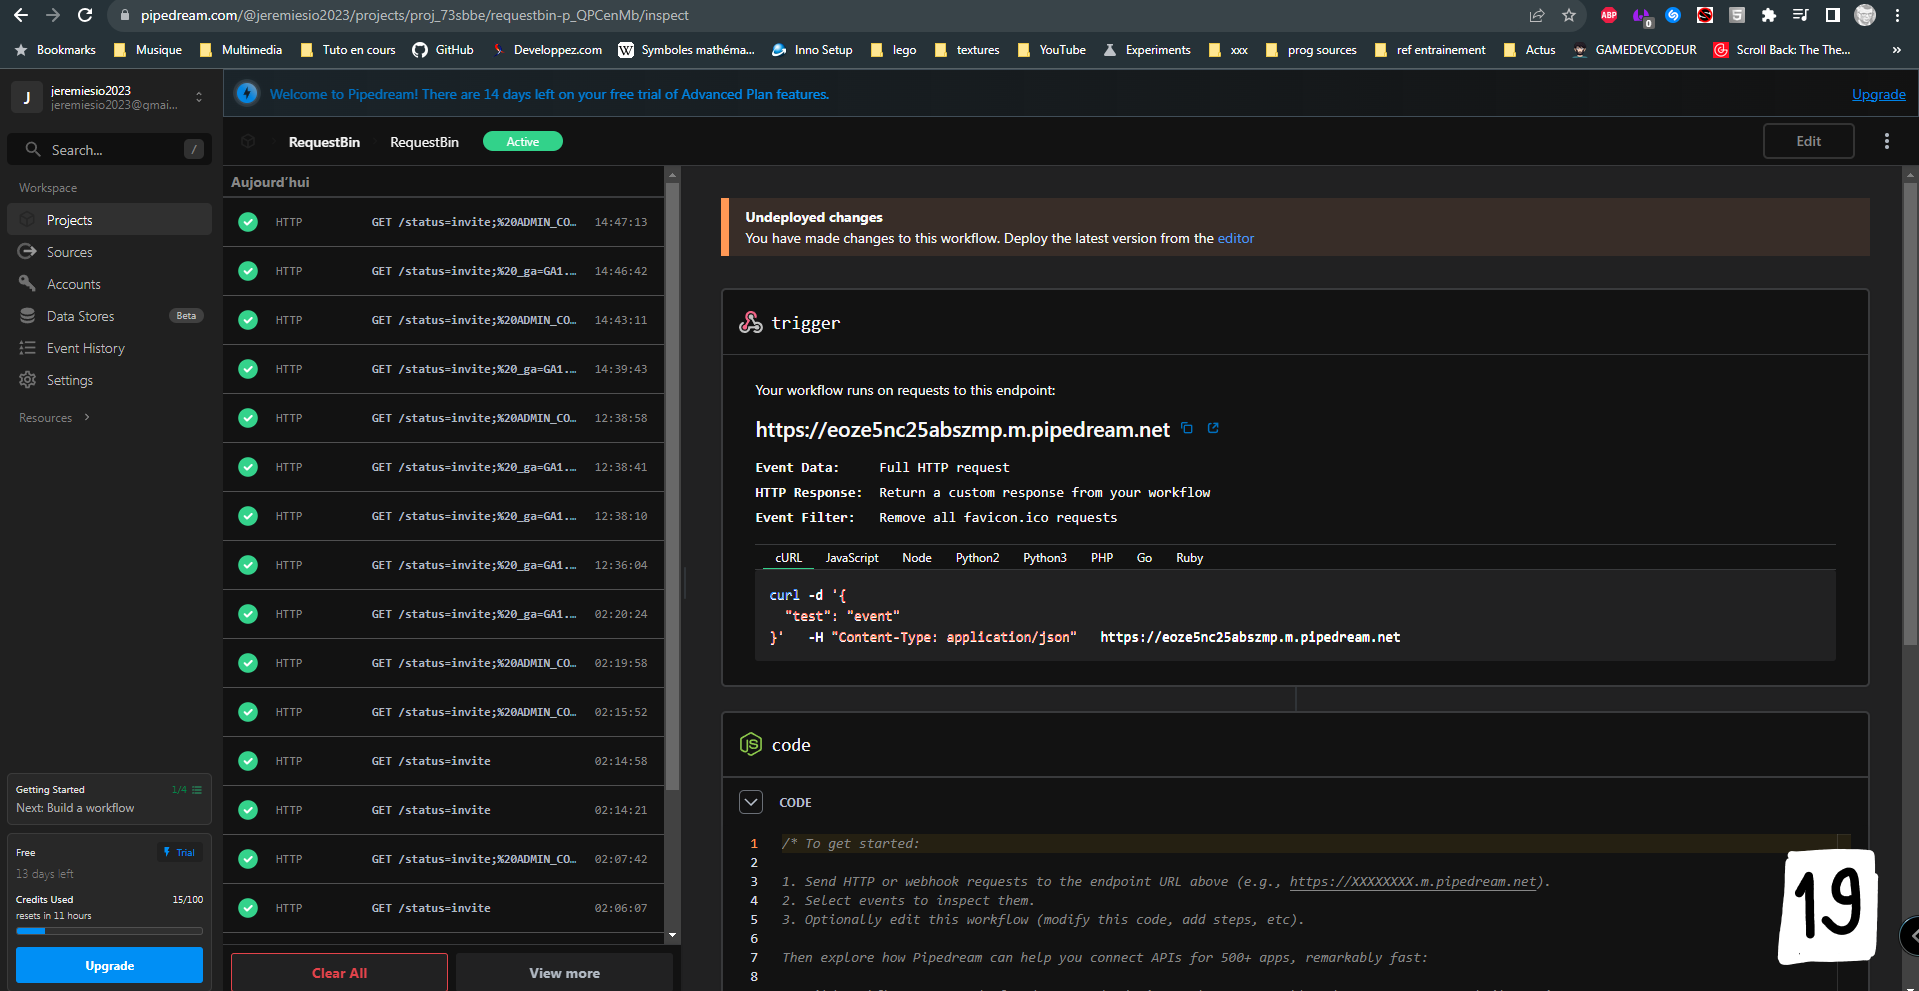 pipedream.com/@jeremiesio2023/projects/proj_73sbbe/requestbin-p_QPCenMb/inspect
ABP
0
5
Bookmarks
Musique
Multimedia
Tuto en cours
GitHub
Developpez.com
W
Symboles mathéma...
Inno Setup
lego
textures
YouTube
Experiments
xxx
prog sources
ref entrainement
Actus
GAMEDEVCODEUR
Scroll Back: The The...
»
J
jeremiesio2023
jeremiesio2023@gmai...
Search...
/
Workspace
Projects
Sources
Accounts
Data Stores
Beta
Event History
Settings
Resources
Getting Started
1/4
Next: Build a workflow
Free
Trial
13 days left
Credits Used
15/100
resets in 11 hours
Upgrade
Welcome to Pipedream! There are 14 days left on your free trial of Advanced Plan features.
Upgrade
RequestBin
RequestBin
Active
Edit
Aujourd’hui
HTTP GET /status=invite;%20ADMIN_CO... 14:47:13
HTTP GET /status=invite;%20_ga=GA1.... 14:46:42
HTTP GET /status=invite;%20ADMIN_CO... 14:43:11
HTTP GET /status=invite;%20_ga=GA1.... 14:39:43
HTTP GET /status=invite;%20ADMIN_CO... 12:38:58
HTTP GET /status=invite;%20_ga=GA1.... 12:38:41
HTTP GET /status=invite;%20_ga=GA1.... 12:38:10
HTTP GET /status=invite;%20_ga=GA1.... 12:36:04
HTTP GET /status=invite;%20_ga=GA1.... 02:20:24
HTTP GET /status=invite;%20ADMIN_CO... 02:19:58
HTTP GET /status=invite;%20ADMIN_CO... 02:15:52
HTTP GET /status=invite 02:14:58
HTTP GET /status=invite 02:14:21
HTTP GET /status=invite;%20ADMIN_CO... 02:07:42
HTTP GET /status=invite 02:06:07
Clear All
View more
Undeployed changes
You have made changes to this workflow. Deploy the latest version from the editor
trigger
Your workflow runs on requests to this endpoint:
https://eoze5nc25abszmp.m.pipedream.net
Event Data: Full HTTP request
HTTP Response: Return a custom response from your workflow
Event Filter: Remove all favicon.ico requests
cURL JavaScript Node Python2 Python3 PHP Go Ruby
curl -d '{
"test": "event"
}' -H "Content-Type: application/json" https://eoze5nc25abszmp.m.pipedream.net
JS
code
CODE
1 /* To get started:
2
3 1. Send HTTP or webhook requests to the endpoint URL above (e.g., https://XXXXXXXX.m.pipedream.net).
4 2. Select events to inspect them.
5 3. Optionally edit this workflow (modify this code, add steps, etc).
6
7 Then explore how Pipedream can help you connect APIs for 500+ apps, remarkably fast:
8
19